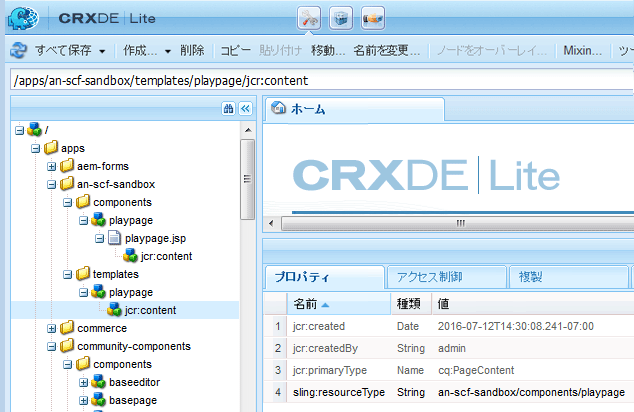 CRXDE | Lite
すべて保存 作成... 削除 コピー 貼り付け 移動... 名前を変更... ノードをオーバーレイ... Mixin... ツー
/apps/an-scf-sandbox/templates/playpage/jcr:content
/
apps
aem-forms
an-scf-sandbox
components
playpage
playpage.jsp
jcr:content
templates
playpage
jcr:content
commerce
community-components
components
baseeditor
basepage
ホーム
CRXDE | Lite
プロパティ アクセス制御 複製
名前 種類 値
1 jcr:created Date 2016-07-12T14:30:08.241-07:00
2 jcr:createdBy String admin
3 jcr:primaryType Name cq:PageContent
4 sling:resourceType String an-scf-sandbox/components/playpage